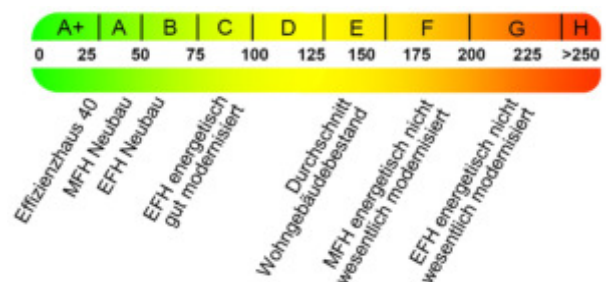 A+ A B C D E F G H
0 25 50 75 100 125 150 175 200 225 >250
Effizienzhaus 40
MFH Neubau
EFH Neubau
EFH energetisch
gut modernisiert
Durchschnitt
Wohngebäudebestand
MFH energetisch nicht
wesentlich modernisiert
EFH energetisch nicht
wesentlich modernisiert